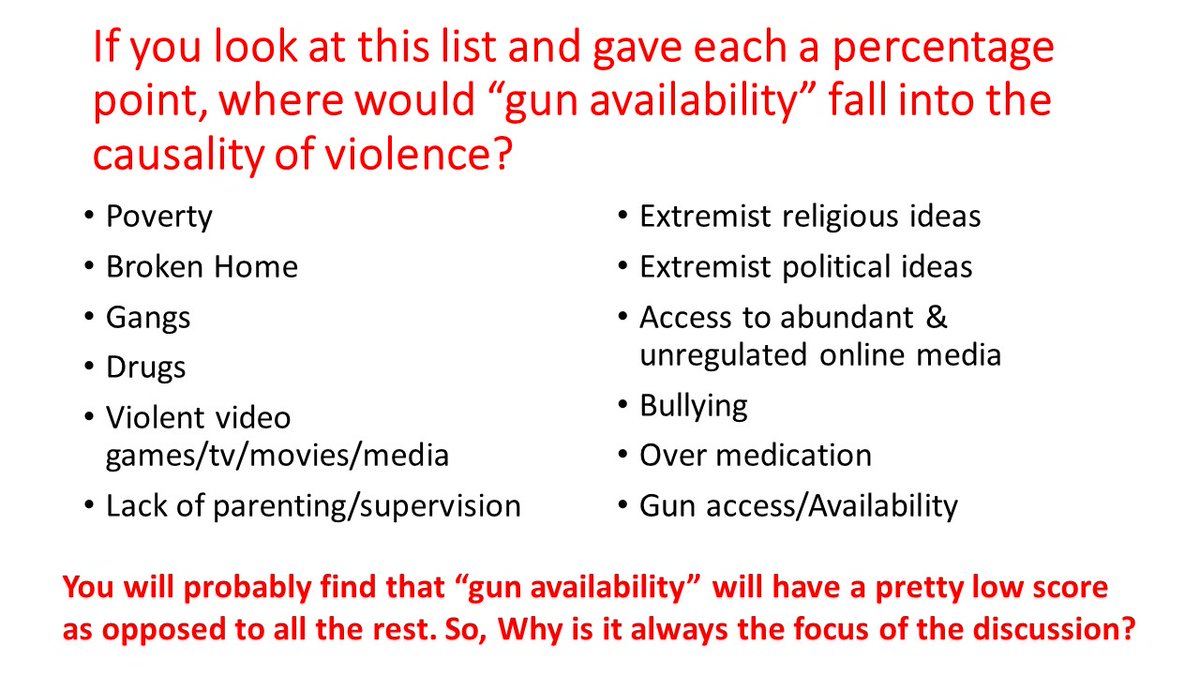 If you look at this list and gave each a percentage
point, where would “gun availability” fall into the
causality of violence?
• Poverty
• Broken Home
• Gangs
• Drugs
• Violent video
games/tv/movies/media
• Lack of parenting/supervision
• Extremist religious ideas
• Extremist political ideas
• Access to abundant &
unregulated online media
• Bullying
• Over medication
• Gun access/Availability
You will probably find that “gun availability” will have a pretty low score
as opposed to all the rest. So, Why is it always the focus of the discussion?